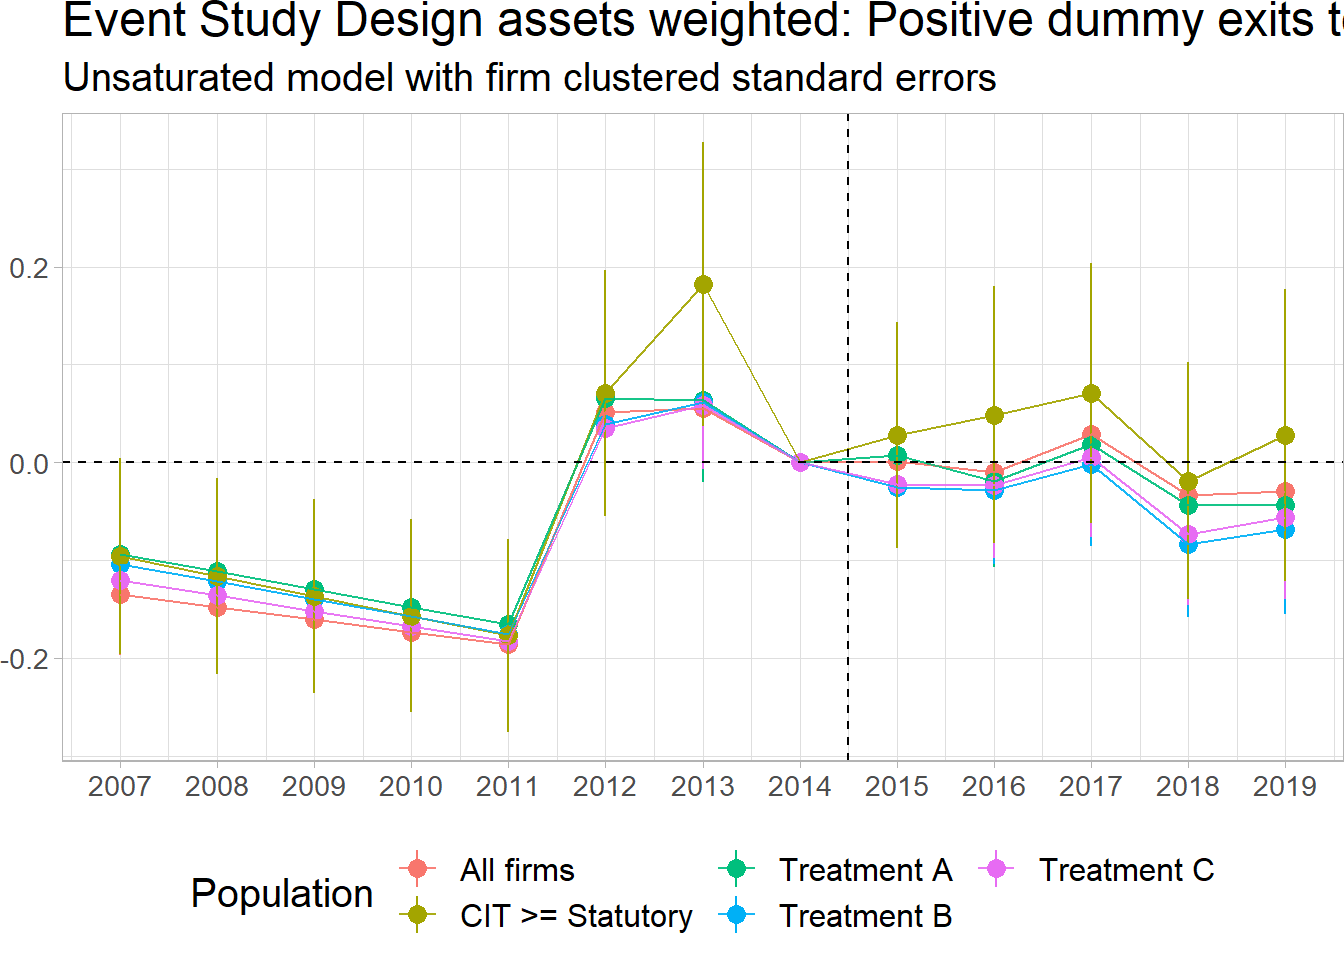 Event Study Design assets weighted: Positive dummy exits
Unsaturated model with firm clustered standard errors
0.2
0.0
-0.2
2007 2008 2009 2010 2011 2012 2013 2014 2015 2016 2017 2018 2019
Population
All firms
CIT >= Statutory
Treatment A
Treatment B
Treatment C